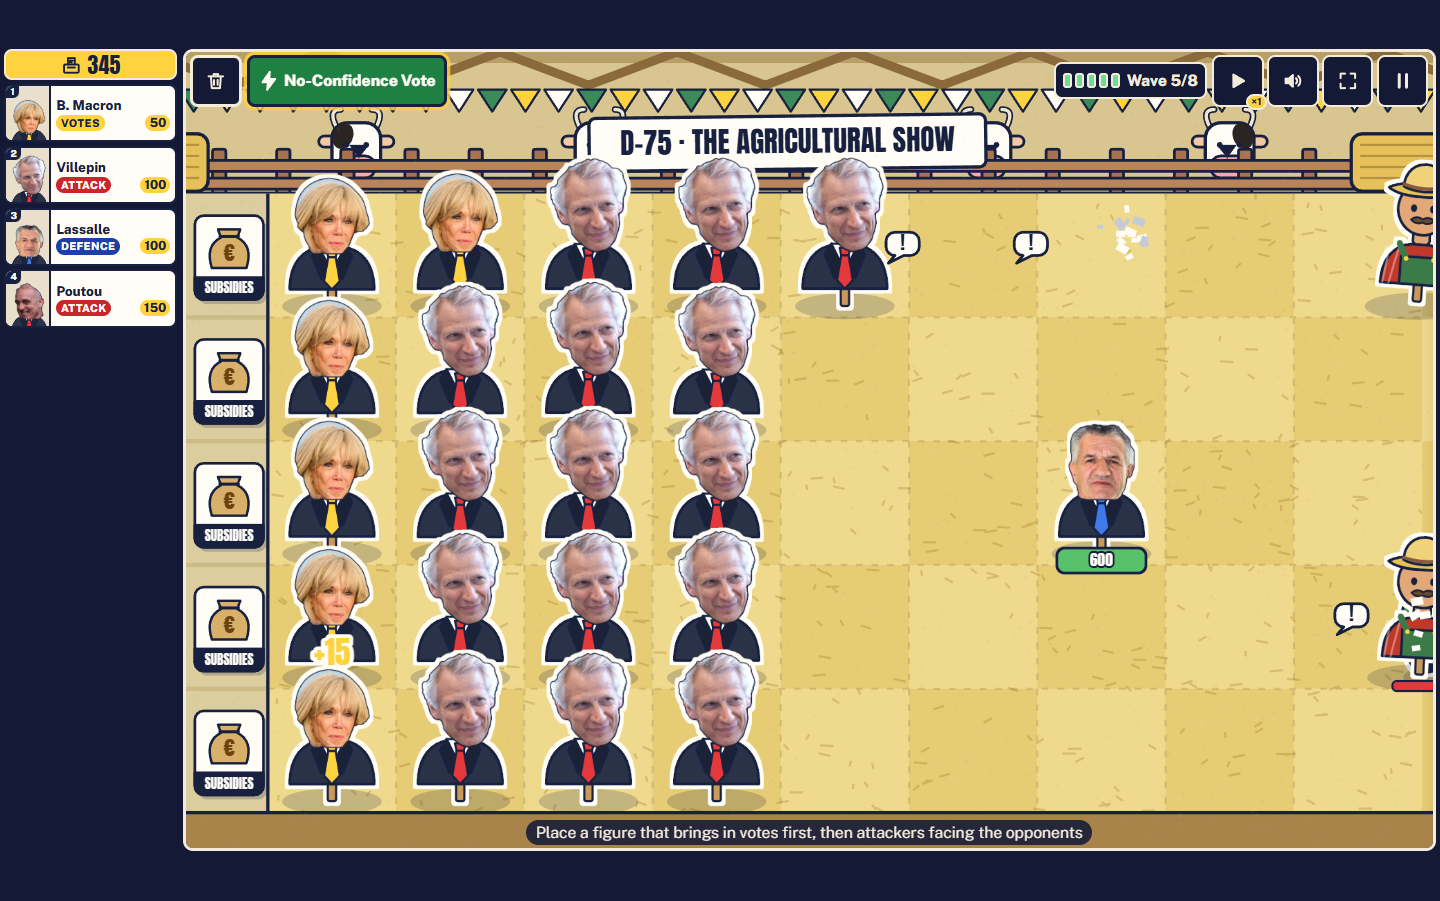 345
No-Confidence Vote
Wave 5/8
×1
1
B. Macron
VOTES
50
2
Villepin
ATTACK
100
3
Lassalle
DEFENCE
100
4
Poutou
ATTACK
150
D-75 · THE AGRICULTURAL SHOW
€
SUBSIDIES
!
!
€
SUBSIDIES
€
SUBSIDIES
600
€
SUBSIDIES
!
+15
€
SUBSIDIES
Place a figure that brings in votes first, then attackers facing the opponents